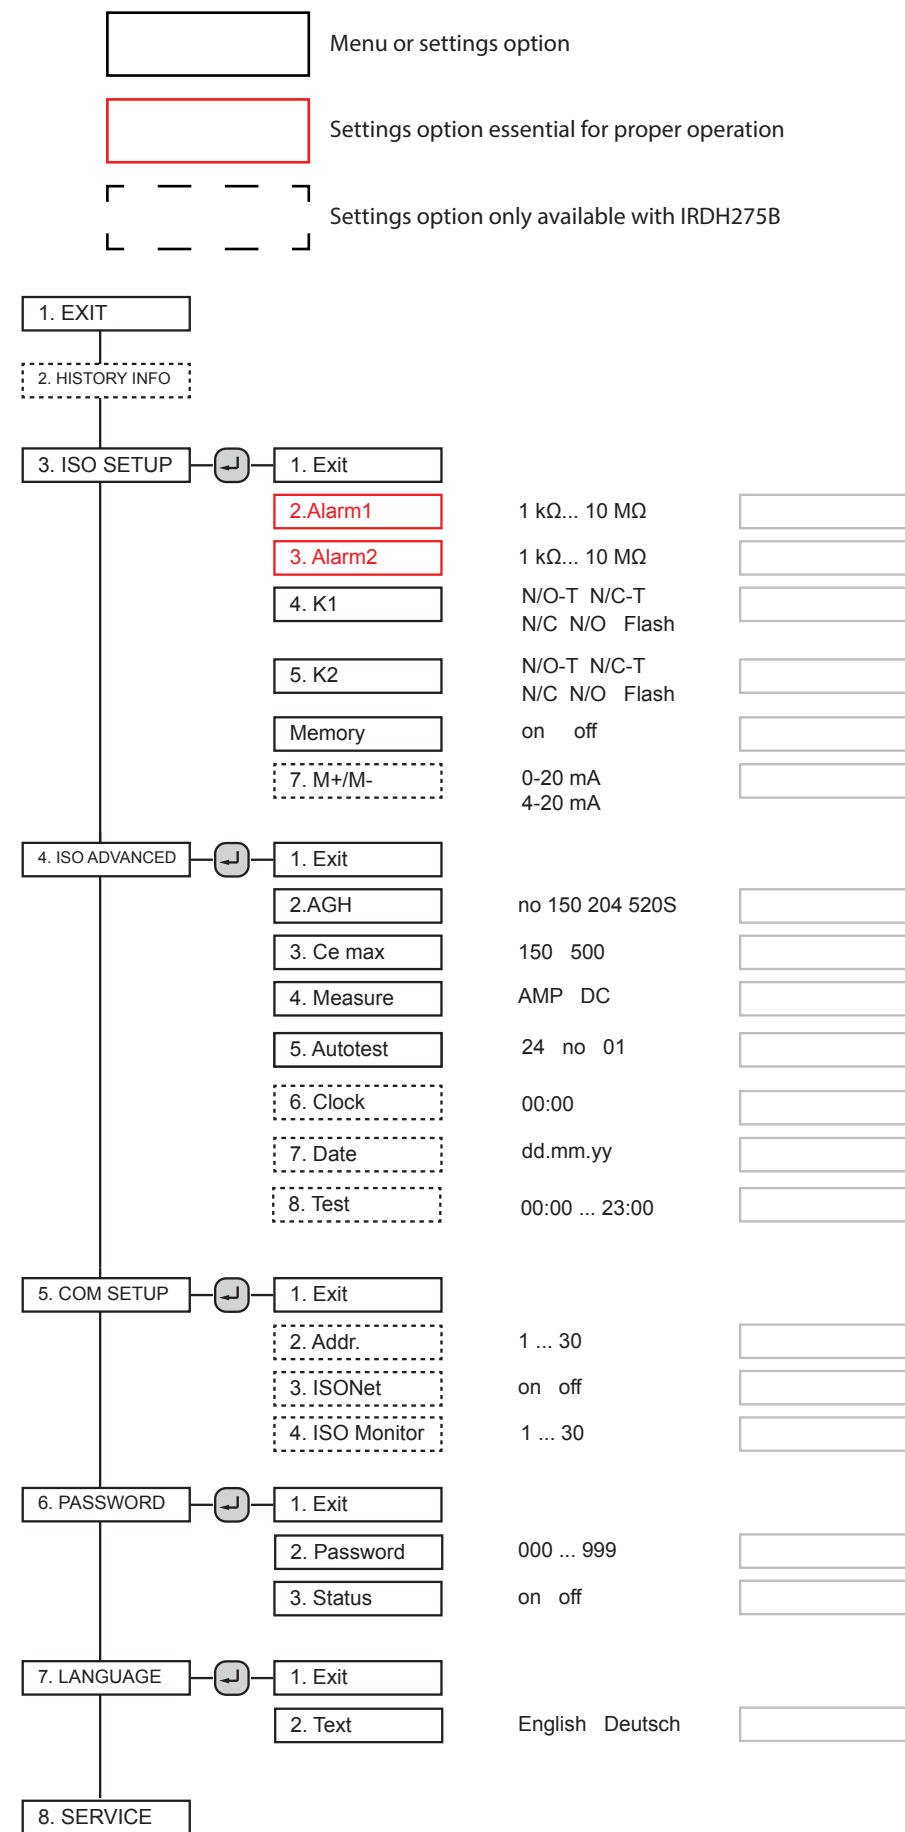 Menu or settings option
Settings option essential for proper operation
Settings option only available with IRDH275B
1. EXIT
2. HISTORY INFO
3. ISO SETUP
1. Exit
2.Alarm1
1 kΩ... 10 MΩ
3. Alarm2
1 kΩ... 10 MΩ
4. K1
N/O-T N/C-T
N/C N/O Flash
5. K2
N/O-T N/C-T
N/C N/O Flash
Memory
on off
7. M+/M-
0-20 mA
4-20 mA
4. ISO ADVANCED
1. Exit
2.AGH
no 150 204 520S
3. Ce max
150 500
4. Measure
AMP DC
5. Autotest
24 no 01
6. Clock
00:00
7. Date
dd.mm.yy
8. Test
00:00 ... 23:00
5. COM SETUP
1. Exit
2. Addr.
1 ... 30
3. ISONet
on off
4. ISO Monitor
1 ... 30
6. PASSWORD
1. Exit
2. Password
000 ... 999
3. Status
on off
7. LANGUAGE
1. Exit
2. Text
English Deutsch
8. SERVICE